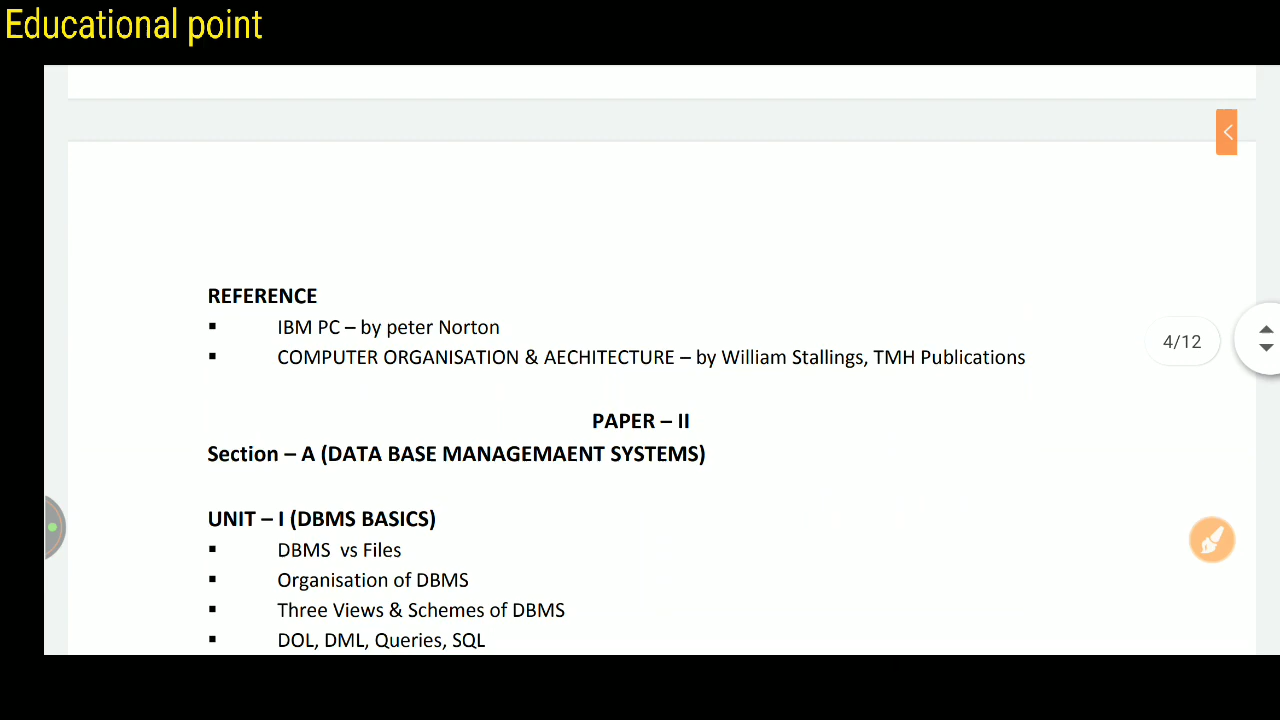 Educational point
REFERENCE
▪ IBM PC – by peter Norton
▪ COMPUTER ORGANISATION & AECHITECTURE – by William Stallings, TMH Publications
4/12
PAPER – II
Section – A (DATA BASE MANAGEMAENT SYSTEMS)
UNIT – I (DBMS BASICS)
▪ DBMS vs Files
▪ Organisation of DBMS
▪ Three Views & Schemes of DBMS
▪ DOL, DML, Queries, SQL